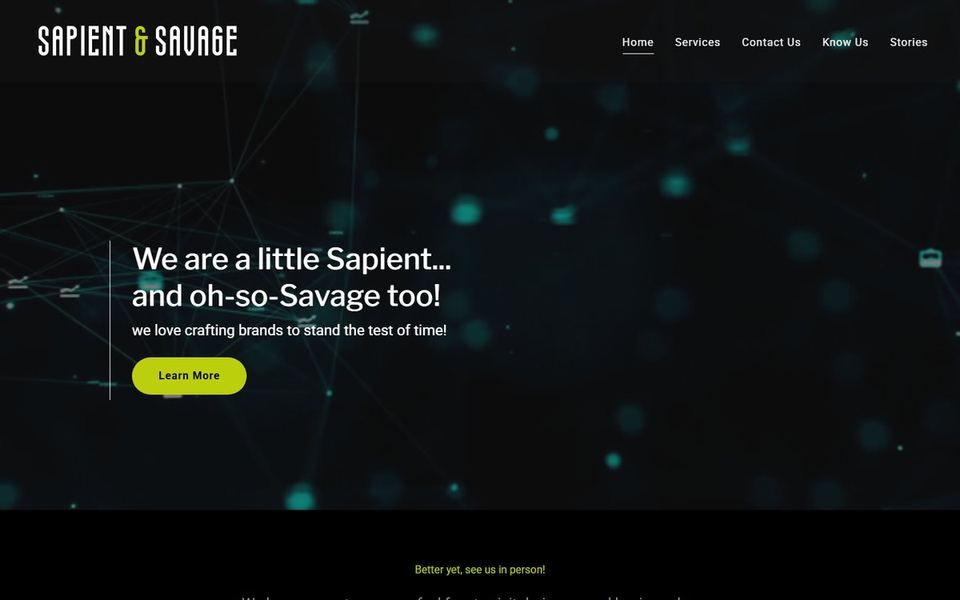 SAPIENT & SAVAGE
Home
Services
Contact Us
Know Us
Stories
We are a little Sapient...
and oh-so-Savage too!
we love crafting brands to stand the test of time!
Learn More
Better yet, see us in person!